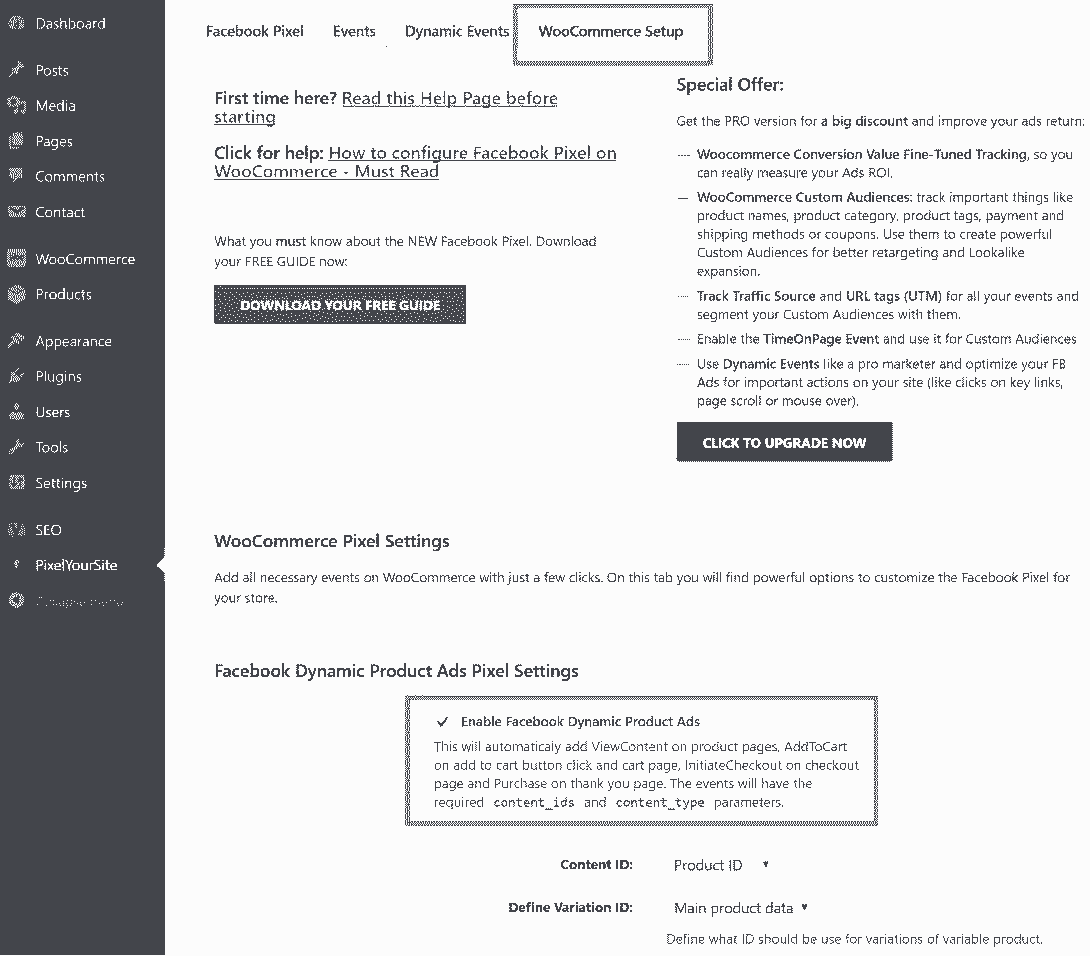 Dashboard
Posts
Media
Pages
Comments
Contact
WooCommerce
Products
Appearance
Plugins
Users
Tools
Settings
SEO
PixelYourSite
Collapse menu
Facebook Pixel
Events
Dynamic Events
WooCommerce Setup
First time here? Read this Help Page before
starting
Click for help: How to configure Facebook Pixel on
WooCommerce - Must Read
What you must know about the NEW Facebook Pixel. Download
your FREE GUIDE now:
DOWNLOAD YOUR FREE GUIDE
Special Offer:
Get the PRO version for a big discount and improve your ads return:
— Woocommerce Conversion Value Fine-Tuned Tracking, so you
can really measure your Ads ROI.
— WooCommerce Custom Audiences: track important things like
product names, product category, product tags, payment and
shipping methods or coupons. Use them to create powerful
Custom Audiences for better retargeting and Lookalike
expansion.
— Track Traffic Source and URL tags (UTM) for all your events and
segment your Custom Audiences with them.
— Enable the TimeOnPage Event and use it for Custom Audiences
— Use Dynamic Events like a pro marketer and optimize your FB
Ads for important actions on your site (like clicks on key links,
page scroll or mouse over).
CLICK TO UPGRADE NOW
WooCommerce Pixel Settings
Add all necessary events on WooCommerce with just a few clicks. On this tab you will find powerful options to customize the Facebook Pixel for
your store.
Facebook Dynamic Product Ads Pixel Settings
✓ Enable Facebook Dynamic Product Ads
This will automaticaly add ViewContent on product pages, AddToCart
on add to cart button click and cart page, InitiateCheckout on checkout
page and Purchase on thank you page. The events will have the
required content_ids and content_type parameters.
Content ID: Product ID
Define Variation ID: Main product data
Define what ID should be use for variations of variable product.